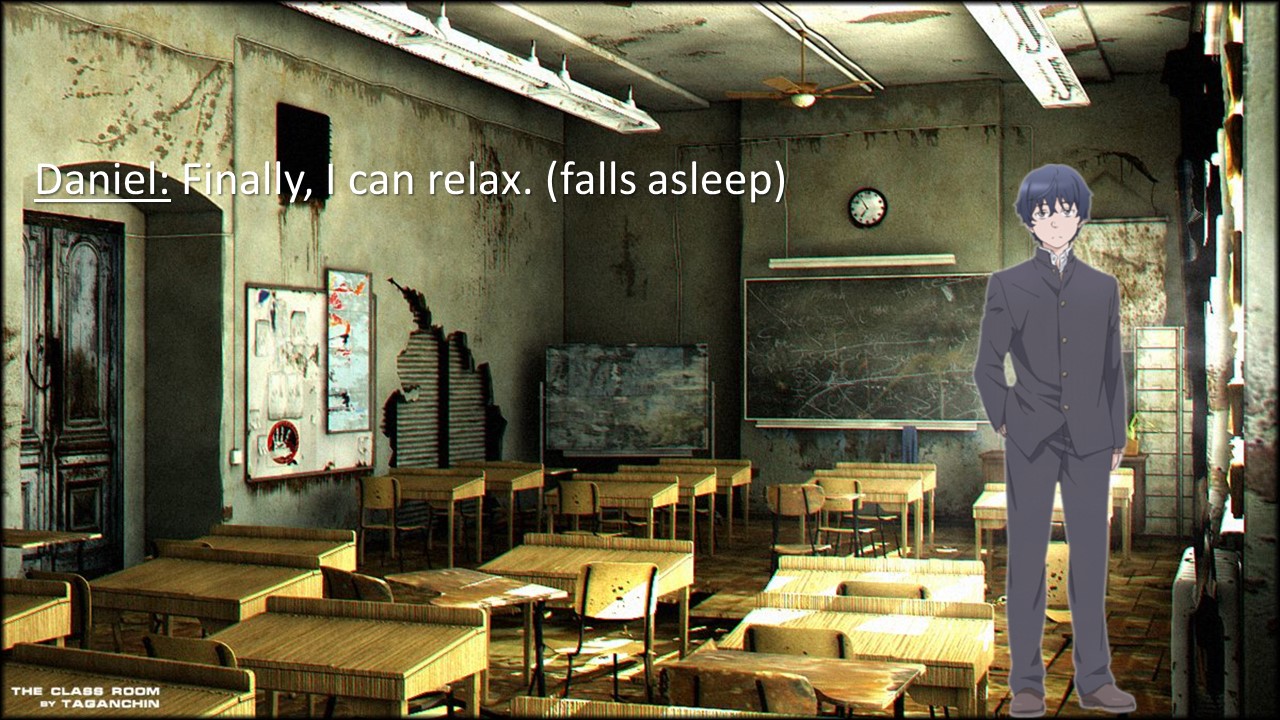 Daniel: Finally, I can relax. (falls asleep)
THE CLASS ROOM
BY TAGANCHIN